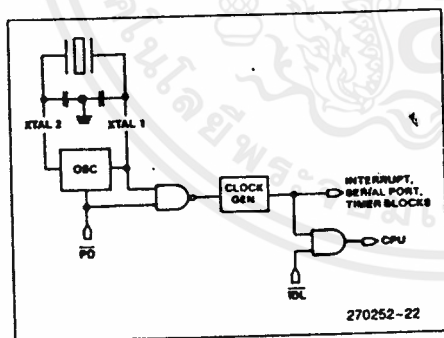 XTAL 2
XTAL 1
OSC
CLOCK
GEN
INTERRUPT,
SERIAL PORT,
TIMER BLOCKS
CPU
PD
IDL
270252-22